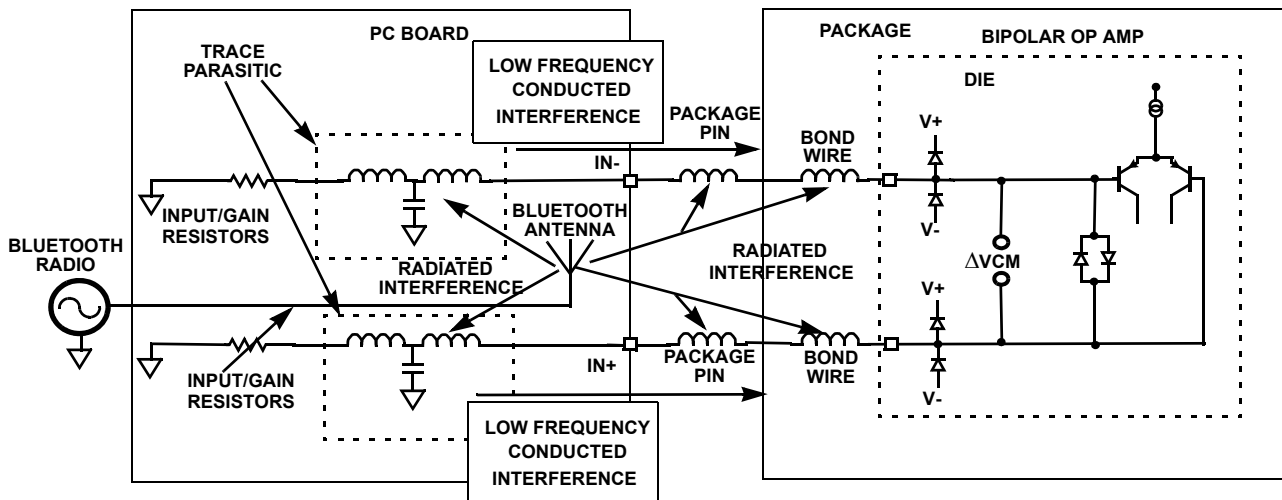 PC BOARD
PACKAGE
BIPOLAR OP AMP
TRACE
PARASITIC
LOW FREQUENCY
CONDUCTED
INTERFERENCE
DIE
PACKAGE
PIN
V+
BOND
WIRE
IN-
INPUT/GAIN
RESISTORS
BLUETOOTH
ANTENNA
V-
BLUETOOTH
RADIO
RADIATED
INTERFERENCE
RADIATED
INTERFERENCE
ΔVCM
V+
PACKAGE
PIN
BOND
WIRE
IN+
INPUT/GAIN
RESISTORS
V-
LOW FREQUENCY
CONDUCTED
INTERFERENCE